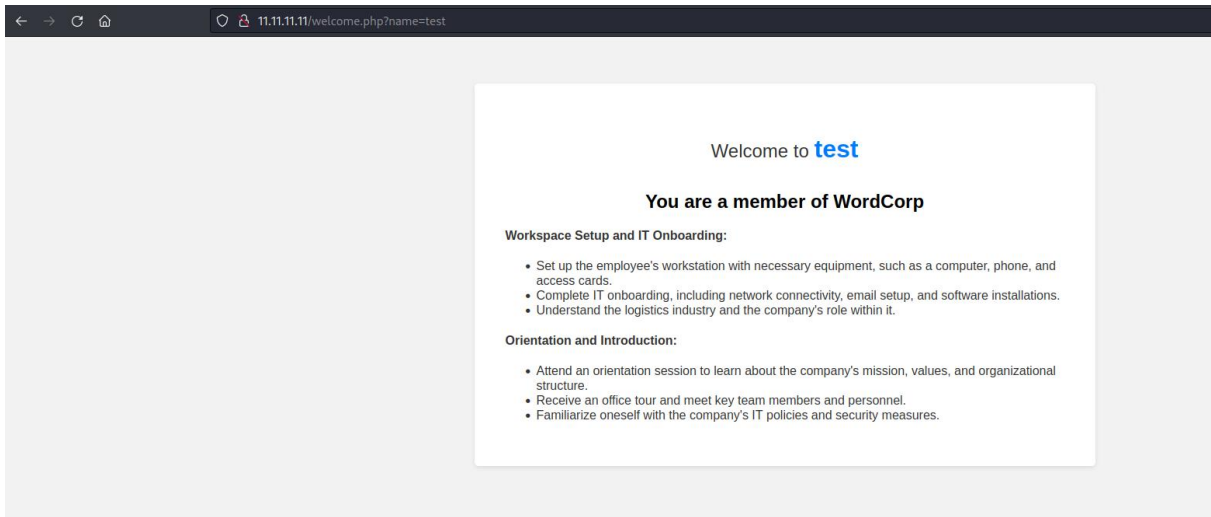 11.11.11.11/welcome.php?name=test
Welcome to test
You are a member of WordCorp
Workspace Setup and IT Onboarding:
• Set up the employee's workstation with necessary equipment, such as a computer, phone, and
access cards.
• Complete IT onboarding, including network connectivity, email setup, and software installations.
• Understand the logistics industry and the company's role within it.
Orientation and Introduction:
• Attend an orientation session to learn about the company's mission, values, and organizational
structure.
• Receive an office tour and meet key team members and personnel.
• Familiarize oneself with the company's IT policies and security measures.